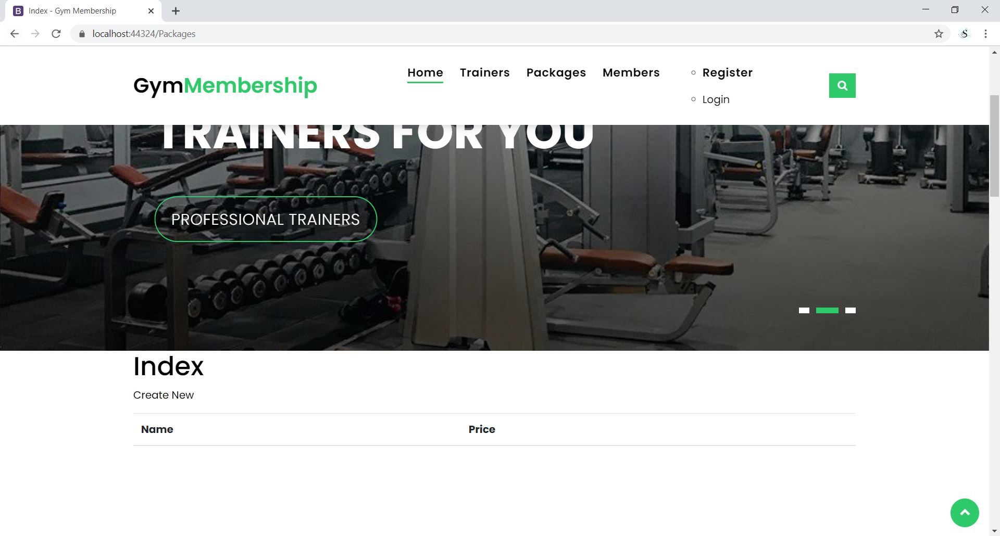 Index - Gym Membership
localhost:44324/Packages
GymMembership
Home Trainers Packages Members
Register
Login
TRAINERS FOR YOU
PROFESSIONAL TRAINERS
Index
Create New
Name Price